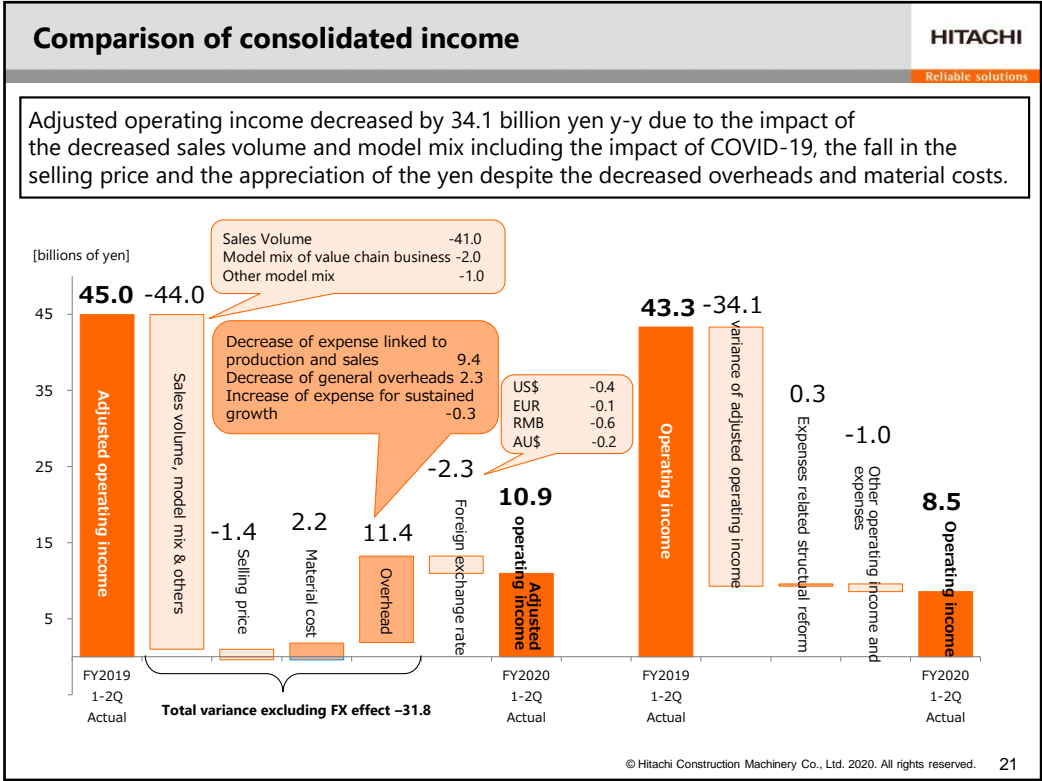 Comparison of consolidated income
HITACHI
Reliable solutions
Adjusted operating income decreased by 34.1 billion yen y-y due to the impact of
the decreased sales volume and model mix including the impact of COVID-19, the fall in the
selling price and the appreciation of the yen despite the decreased overheads and material costs.
[billions of yen]
Sales Volume -41.0
Model mix of value chain business -2.0
Other model mix -1.0
Decrease of expense linked to
production and sales 9.4
Decrease of general overheads 2.3
Increase of expense for sustained
growth -0.3
US$ -0.4
EUR -0.1
RMB -0.6
AU$ -0.2
45
35
25
15
5
45.0
Adjusted operating income
-44.0
Sales volume, model mix & others
-1.4
Selling price
2.2
Material cost
11.4
Overhead
-2.3
Foreign exchange rate
10.9
Adjusted
operating income
43.3
Operating income
-34.1
variance of adjusted operating income
0.3
Expenses related structural reform
-1.0
Other operating income and
expenses
8.5
Operating income
FY2019
1-2Q
Actual
Total variance excluding FX effect –31.8
FY2020
1-2Q
Actual
FY2019
1-2Q
Actual
FY2020
1-2Q
Actual
© Hitachi Construction Machinery Co., Ltd. 2020. All rights reserved. 21